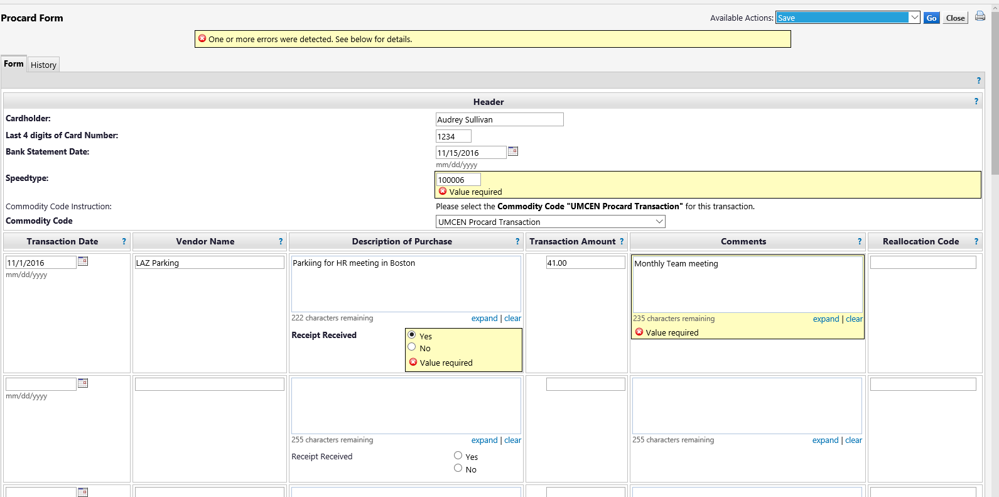 Procard Form
Available Actions: Save Go Close
One or more errors were detected. See below for details.
Form History
?
Header ?
Cardholder: Audrey Sullivan
Last 4 digits of Card Number: 1234
Bank Statement Date: 11/15/2016
mm/dd/yyyy
Speedtype: 100006
Value required
Commodity Code Instruction: Please select the Commodity Code "UMCEN Procard Transaction" for this transaction.
Commodity Code UMCEN Procard Transaction
Transaction Date ? Vendor Name ? Description of Purchase ? Transaction Amount ? Comments ? Reallocation Code ?
11/1/2016 LAZ Parking Parkiing for HR meeting in Boston 41.00 Monthly Team meeting
mm/dd/yyyy
222 characters remaining expand | clear 235 characters remaining expand | clear
Receipt Received Yes Value required
No
Value required
mm/dd/yyyy
255 characters remaining expand | clear 255 characters remaining expand | clear
Receipt Received Yes
No